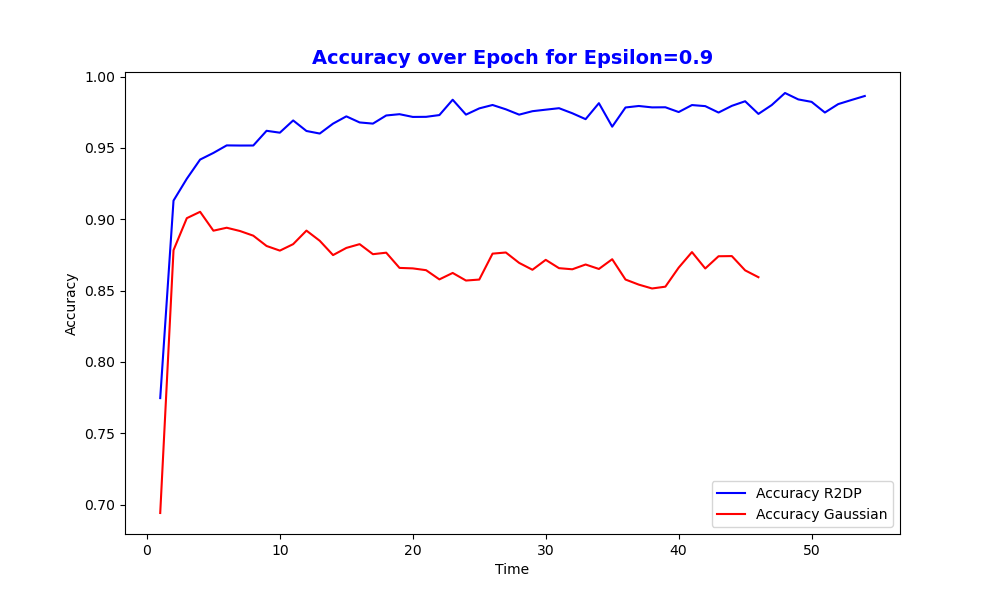 Accuracy over Epoch for Epsilon=0.9
1.00
0.95
0.90
0.85
0.80
0.75
0.70
Accuracy
0
10
20
30
40
50
Time
Accuracy R2DP
Accuracy Gaussian